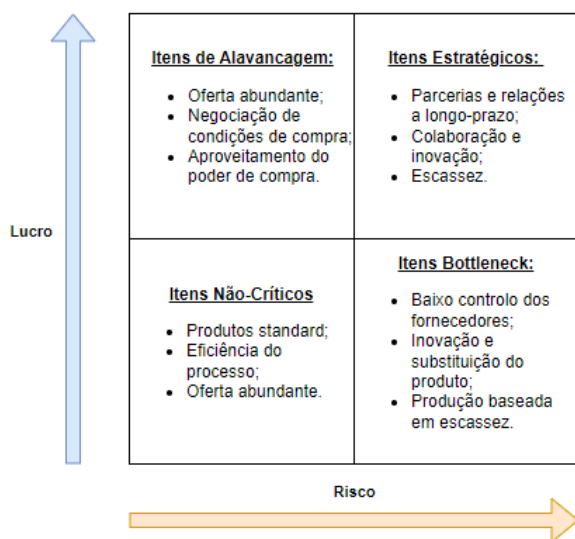 Itens de Alavancagem:
• Oferta abundante;
• Negociação de
condições de compra;
• Aproveitamento do
poder de compra.
Itens Estratégicos:
• Parcerias e relações
a longo-prazo;
• Colaboração e
inovação;
• Escassez.
Lucro
Itens Não-Críticos
• Produtos standard;
• Eficiência do
processo;
• Oferta abundante.
Itens Bottleneck:
• Baixo controlo dos
fornecedores;
• Inovação e
substituição do
produto;
• Produção baseada
em escassez.
Risco